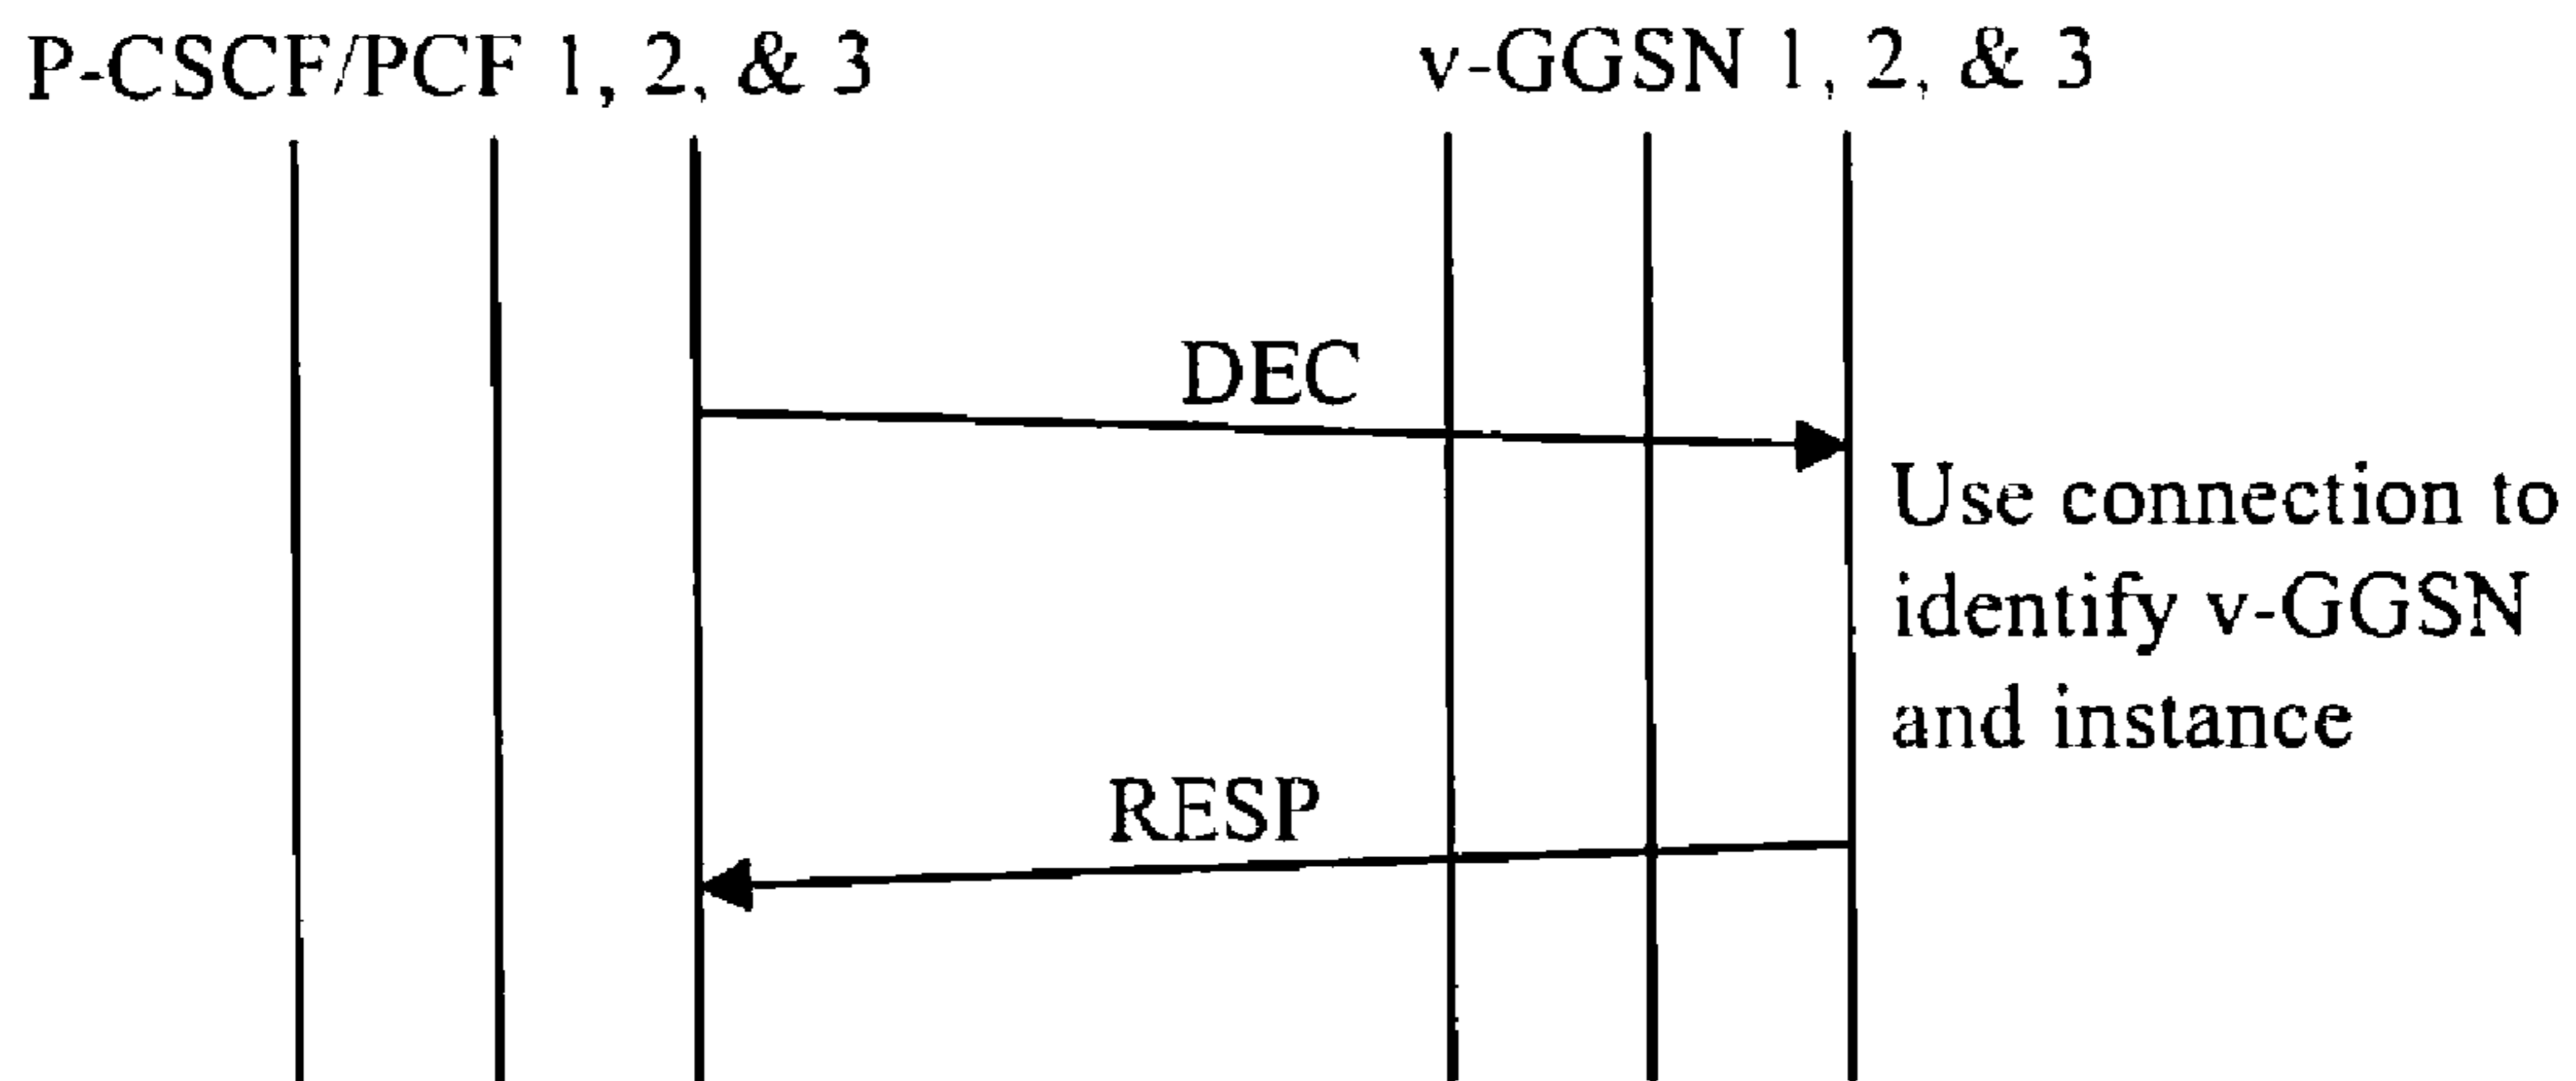 P-CSCF/PCF 1, 2, & 3
v-GGSN 1, 2, & 3
DEC
Use connection to
identify v-GGSN
and instance
RESP